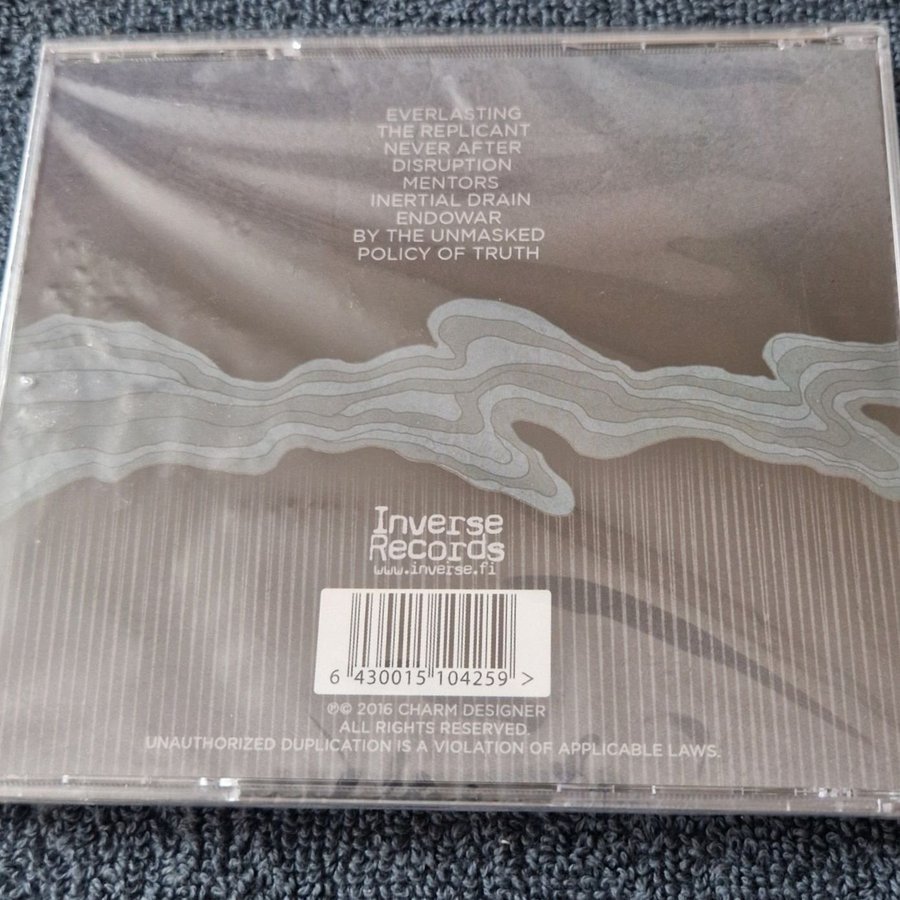 EVERLASTING
THE REPLICANT
NEVER AFTER
DISRUPTION
MENTORS
INERTIAL DRAIN
ENDOWAR
BY THE UNMASKED
POLICY OF TRUTH
Inverse
Records
www.inverse.fi
6 430015 104259 >
℗© 2016 CHARM DESIGNER
ALL RIGHTS RESERVED.
UNAUTHORIZED DUPLICATION IS A VIOLATION OF APPLICABLE LAWS.